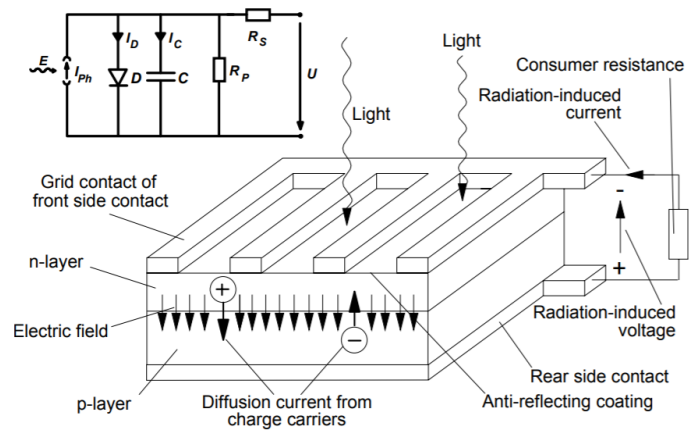 E
I_Ph
I_D
D
I_C
C
R_P
R_S
U
Light
Light
Consumer resistance
Radiation-induced
current
Grid contact of
front side contact
n-layer
Electric field
p-layer
+
−
-
+
Radiation-induced
voltage
Rear side contact
Anti-reflecting coating
Diffusion current from
charge carriers